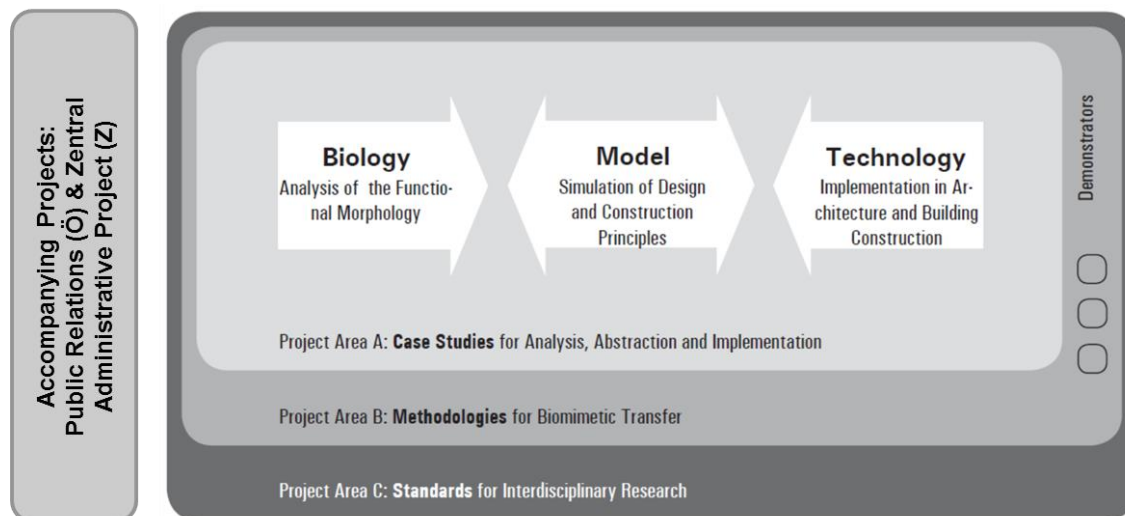 Accompanying Projects:
Public Relations (Ö) & Zentral
Administrative Project (Z)
Biology
Analysis of the Functio-
nal Morphology
Model
Simulation of Design
and Construction
Principles
Technology
Implementation in Ar-
chitecture and Building
Construction
Demonstrators
Project Area A: Case Studies for Analysis, Abstraction and Implementation
Project Area B: Methodologies for Biomimetic Transfer
Project Area C: Standards for Interdisciplinary Research